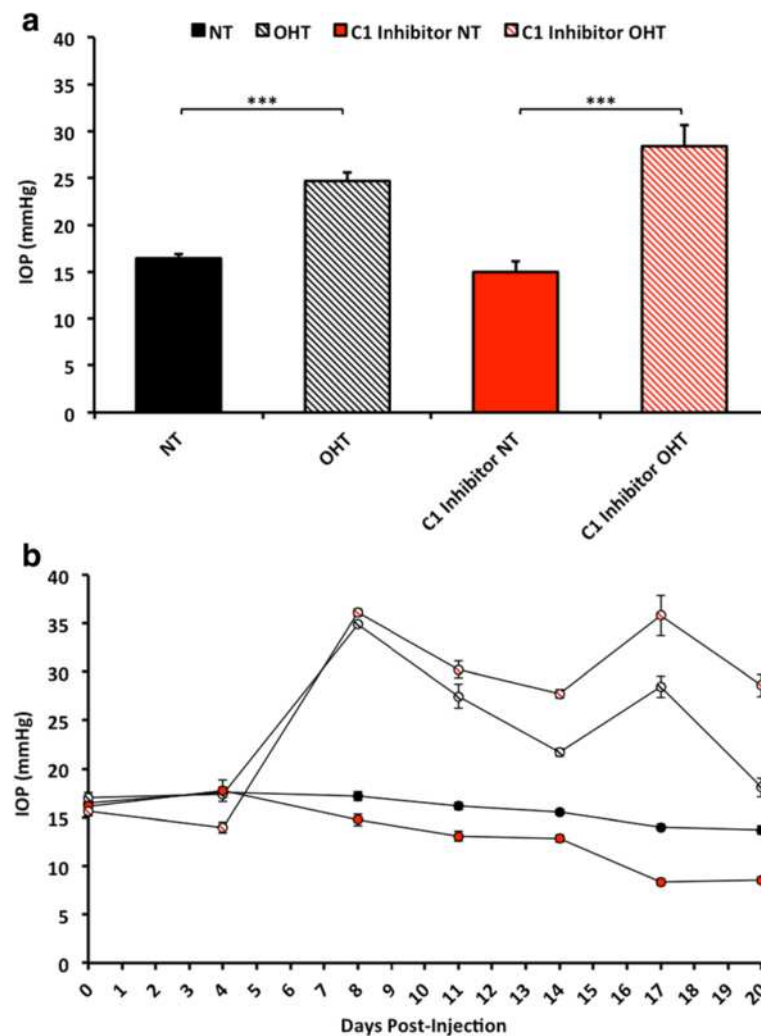 a
NT OHT C1 Inhibitor NT C1 Inhibitor OHT
40
35
30
25
20
15
10
5
0
IOP (mmHg)
*** ***
NT OHT C1 Inhibitor NT C1 Inhibitor OHT
b
40
35
30
25
20
15
10
5
0
IOP (mmHg)
0 1 2 3 4 5 6 7 8 9 10 11 12 13 14 15 16 17 18 19 20
Days Post-Injection